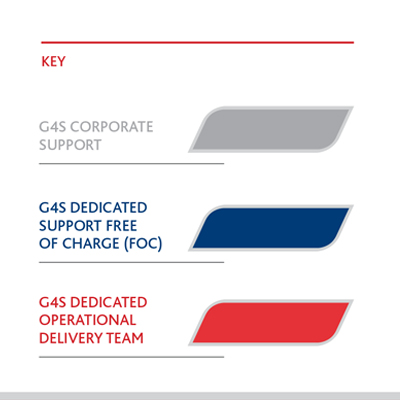 KEY
G4S CORPORATE
SUPPORT
G4S DEDICATED
SUPPORT FREE
OF CHARGE (FOC)
G4S DEDICATED
OPERATIONAL
DELIVERY TEAM